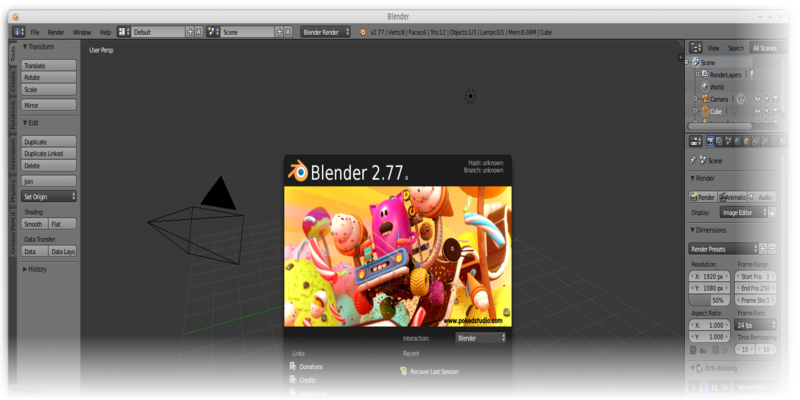 Blender
File Render Window Help Default Scene Blender Render v2.77 | Verts:8 | Faces:6 | Tris:12 | Objects:1/3 | Lamps:0/1 | Mem:8.08M | Cube
Tools
Create
Relations
Animation
Physics
Grease Pencil
Transform
Translate
Rotate
Scale
Mirror
Edit
Duplicate
Duplicate Linked
Delete
Join
Set Origin
Shading:
Smooth Flat
Data Transfer:
Data Data Layo
History
User Persp
Blender 2.77 a
Hash: unknown
Branch: unknown
www.pokedstudio.com
Interaction: Blender
Links Recent
Donations
Recover Last Session
Credits
View Search All Scenes
Scene
RenderLayers
World
Camera
Cube
Scene
Render
Render Animatio Audio
Display: Image Editor
Dimensions
Render Presets
Resolution: Frame Rang
X: 1920 px Start Fra: 1
Y: 1080 px End Fra:250
50% Frame Ste:1
Aspect Ratio: Frame Rate
X: 1.000 24 fps
Y: 1.000 Time Remapping
10 10
Anti-Aliasing